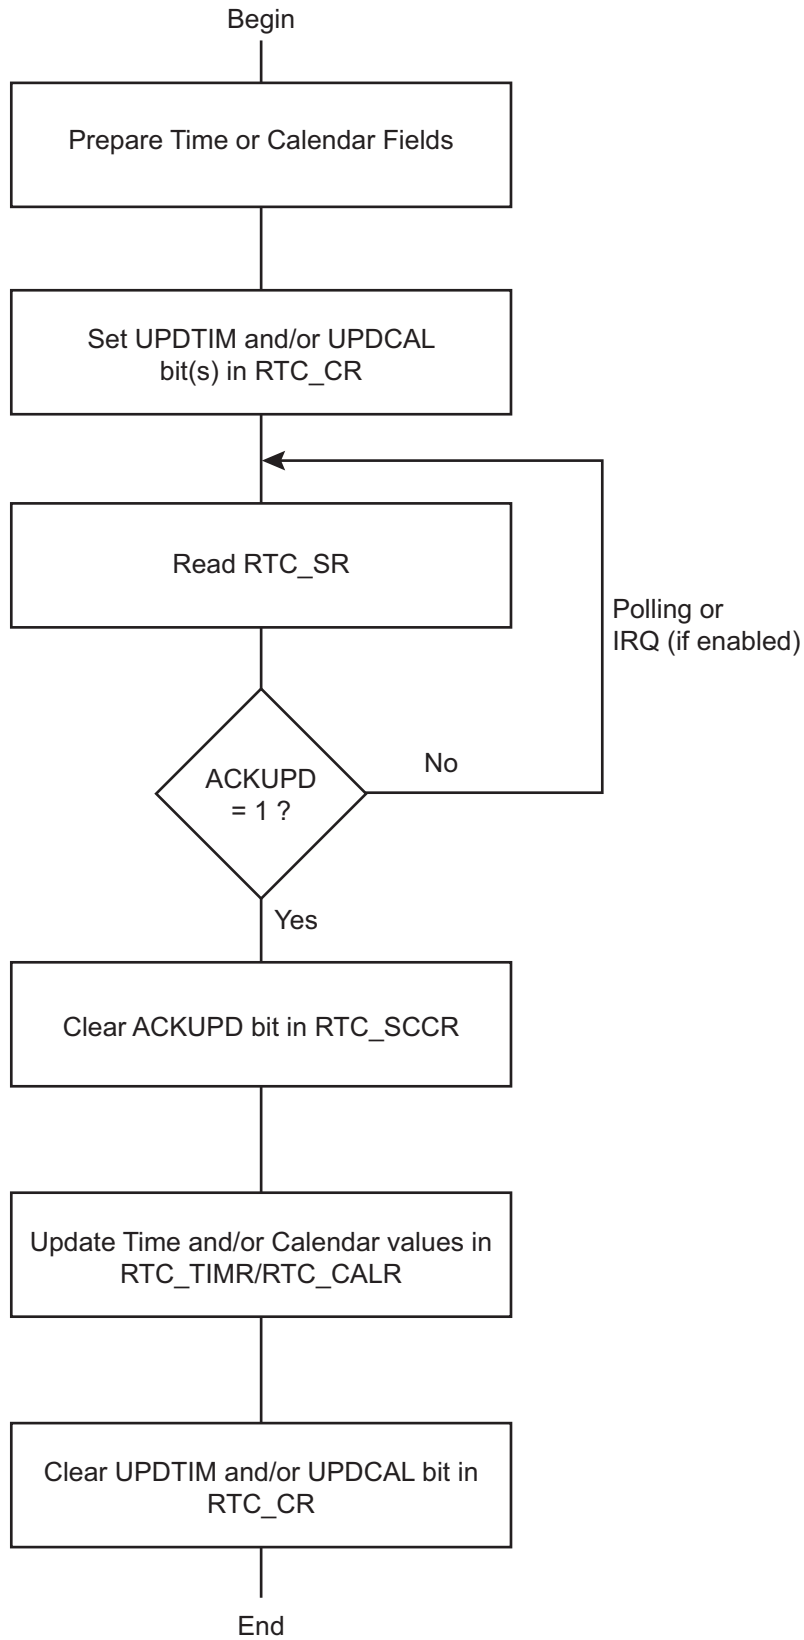 Begin
Prepare Time or Calendar Fields
Set UPDTIM and/or UPDCAL
bit(s) in RTC_CR
Read RTC_SR
Polling or
IRQ (if enabled)
ACKUPD
= 1 ?
No
Yes
Clear ACKUPD bit in RTC_SCCR
Update Time and/or Calendar values in
RTC_TIMR/RTC_CALR
Clear UPDTIM and/or UPDCAL bit in
RTC_CR
End